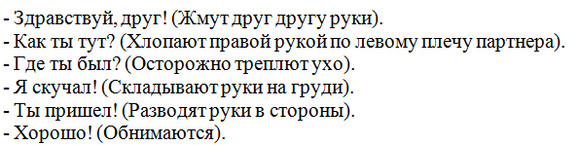 - Здравствуй, друг! (Жмут друг другу руки).
- Как ты тут? (Хлопают правой рукой по левому плечу партнера).
- Где ты был? (Осторожно треплют ухо).
- Я скучал! (Складывают руки на груди).
- Ты пришел! (Разводят руки в стороны).
- Хорошо! (Обнимаются).